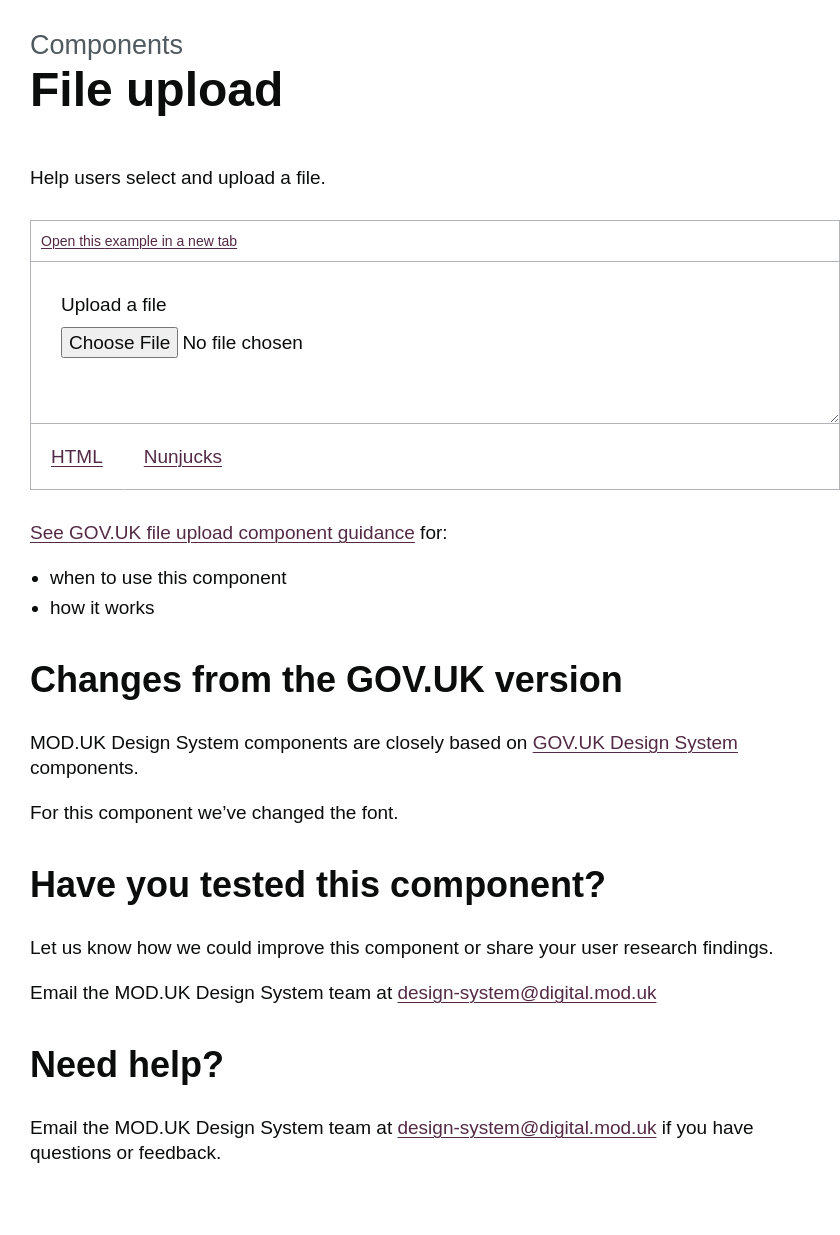 Components
File upload
Help users select and upload a file.
Open this example in a new tab
Upload a file
Choose File No file chosen
HTML Nunjucks
See GOV.UK file upload component guidance for:
• when to use this component
• how it works
Changes from the GOV.UK version
MOD.UK Design System components are closely based on GOV.UK Design System
components.
For this component we’ve changed the font.
Have you tested this component?
Let us know how we could improve this component or share your user research findings.
Email the MOD.UK Design System team at design-system@digital.mod.uk
Need help?
Email the MOD.UK Design System team at design-system@digital.mod.uk if you have
questions or feedback.